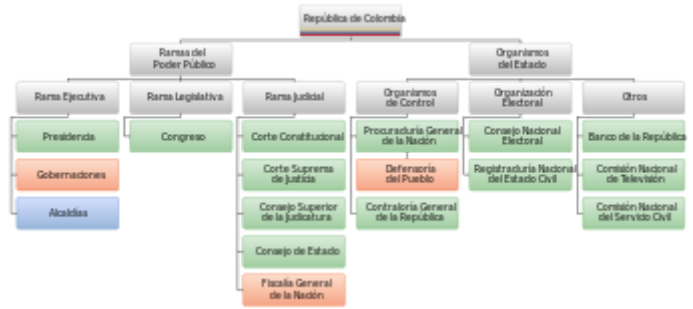 República de Colombia
Ramas del
Poder Público
Organismos
del Estado
Rama Ejecutiva
Rama Legislativa
Rama Judicial
Organismos
de Control
Organización
Electoral
Otros
Presidencia
Congreso
Corte Constitucional
Procuraduría General
de la Nación
Consejo Nacional
Electoral
Banco de la República
Gobernaciones
Corte Suprema
de Justicia
Defensoría
del Pueblo
Registraduría Nacional
del Estado Civil
Comisión Nacional
de Televisión
Alcaldías
Consejo Superior
de la Judicatura
Contraloría General
de la República
Comisión Nacional
del Servicio Civil
Consejo de Estado
Fiscalía General
de la Nación